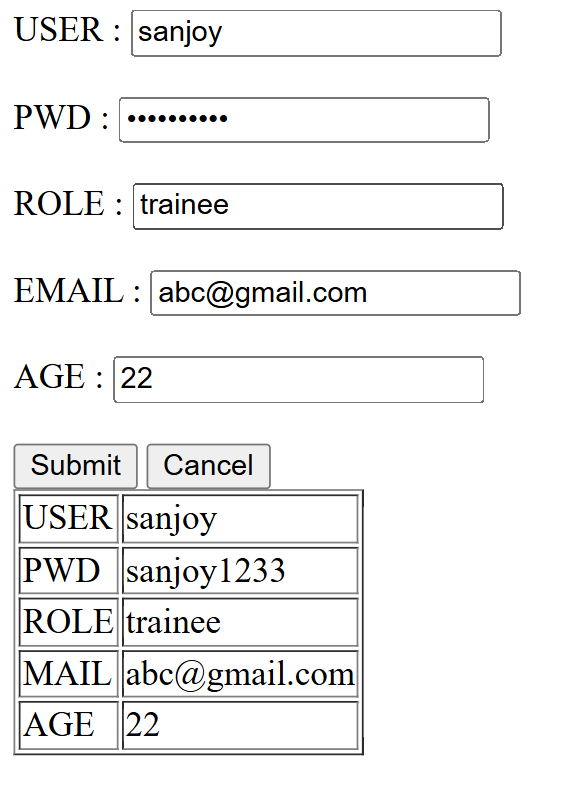 USER : sanjoy
PWD : ••••••••••
ROLE : trainee
EMAIL : abc@gmail.com
AGE : 22
Submit Cancel
USER sanjoy
PWD sanjoy1233
ROLE trainee
MAIL abc@gmail.com
AGE 22